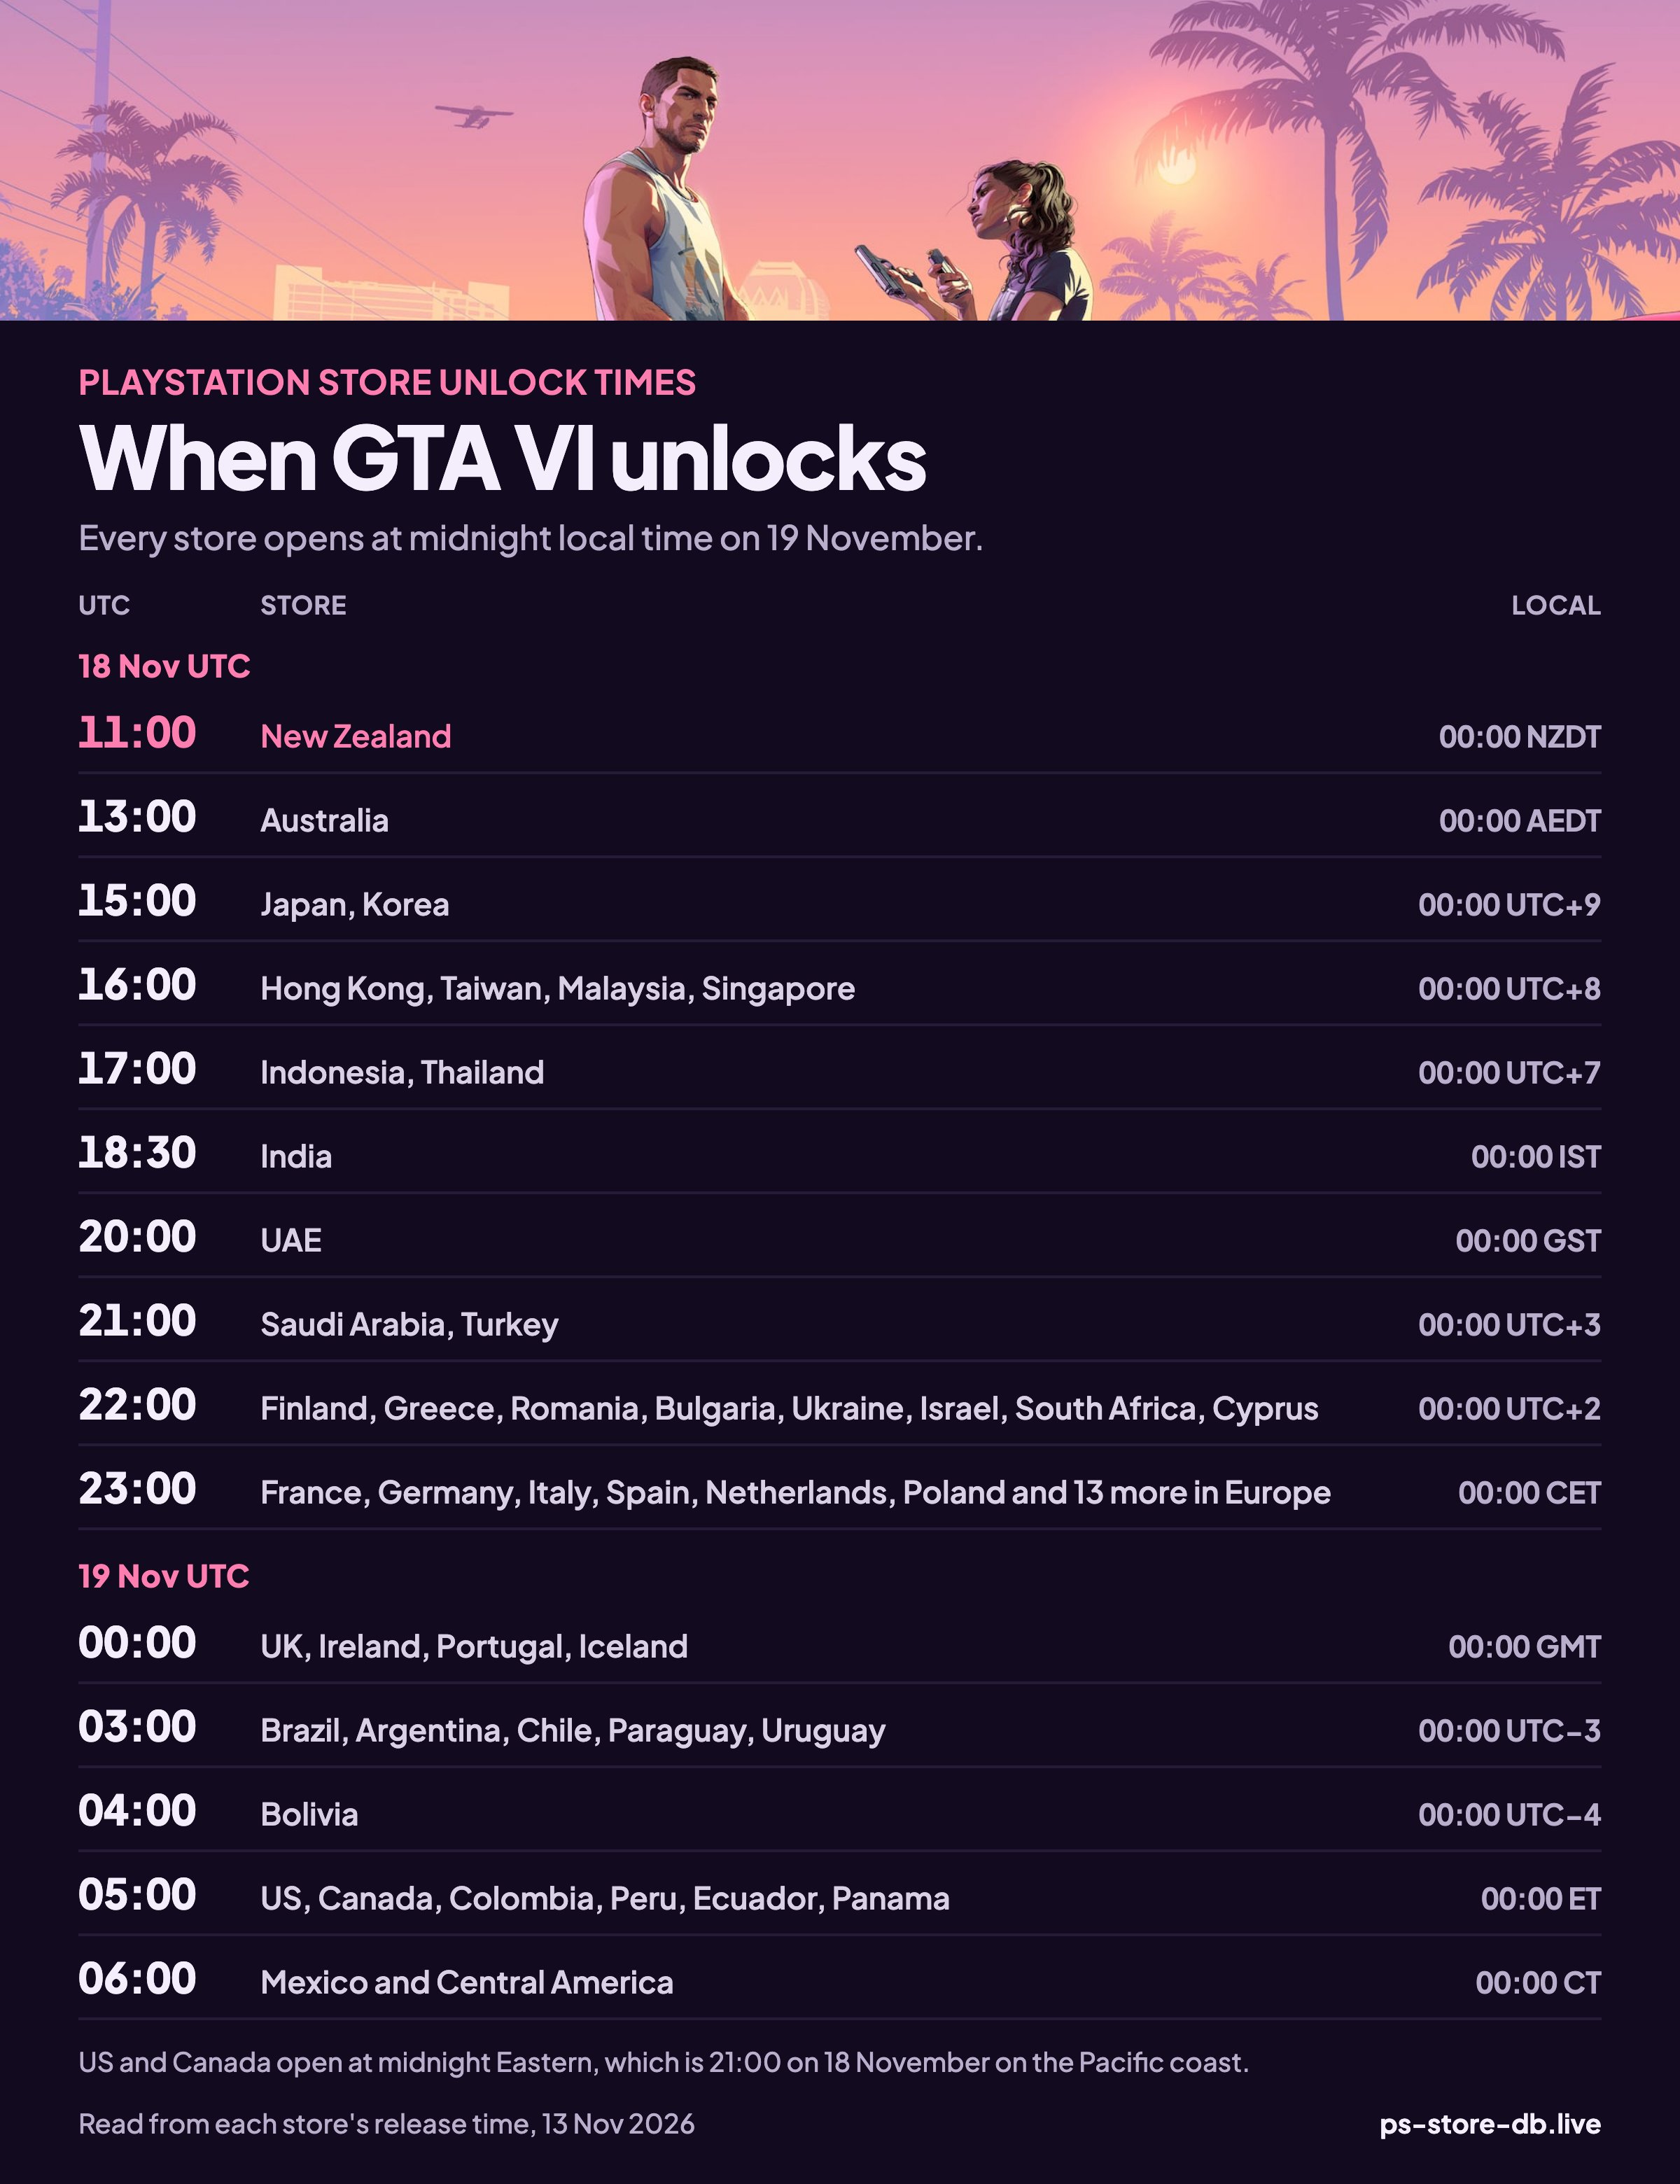 PLAYSTATION STORE UNLOCK TIMES
When GTA VI unlocks
Every store opens at midnight local time on 19 November.
UTC STORE LOCAL
18 Nov UTC
11:00 New Zealand 00:00 NZDT
13:00 Australia 00:00 AEDT
15:00 Japan, Korea 00:00 UTC+9
16:00 Hong Kong, Taiwan, Malaysia, Singapore 00:00 UTC+8
17:00 Indonesia, Thailand 00:00 UTC+7
18:30 India 00:00 IST
20:00 UAE 00:00 GST
21:00 Saudi Arabia, Turkey 00:00 UTC+3
22:00 Finland, Greece, Romania, Bulgaria, Ukraine, Israel, South Africa, Cyprus 00:00 UTC+2
23:00 France, Germany, Italy, Spain, Netherlands, Poland and 13 more in Europe 00:00 CET
19 Nov UTC
00:00 UK, Ireland, Portugal, Iceland 00:00 GMT
03:00 Brazil, Argentina, Chile, Paraguay, Uruguay 00:00 UTC−3
04:00 Bolivia 00:00 UTC−4
05:00 US, Canada, Colombia, Peru, Ecuador, Panama 00:00 ET
06:00 Mexico and Central America 00:00 CT
US and Canada open at midnight Eastern, which is 21:00 on 18 November on the Pacific coast.
Read from each store's release time, 13 Nov 2026 ps-store-db.live